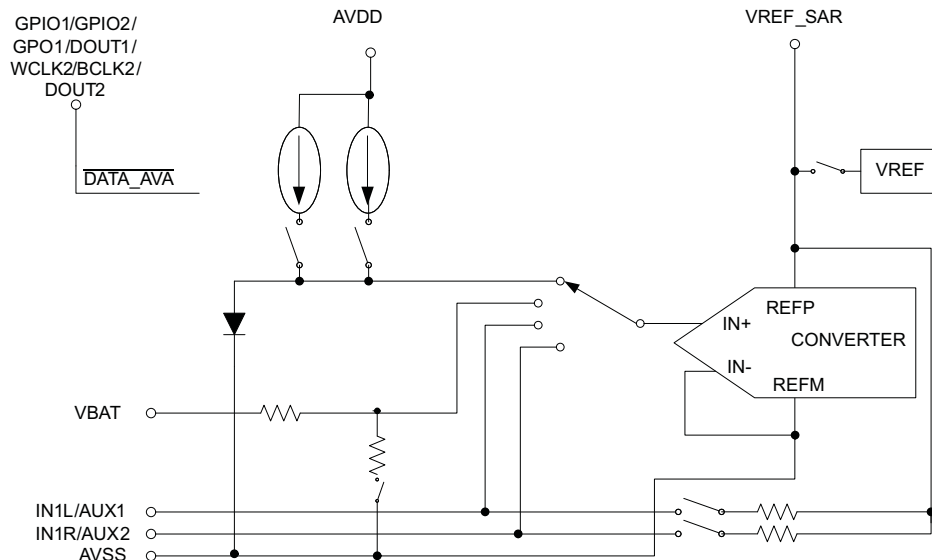 GPIO1/GPIO2/
GPO1/DOUT1/
WCLK2/BCLK2/
DOUT2
AVDD
VREF_SAR
DATA_AVA
VREF
REFP
IN+
CONVERTER
IN-
REFM
VBAT
IN1L/AUX1
IN1R/AUX2
AVSS